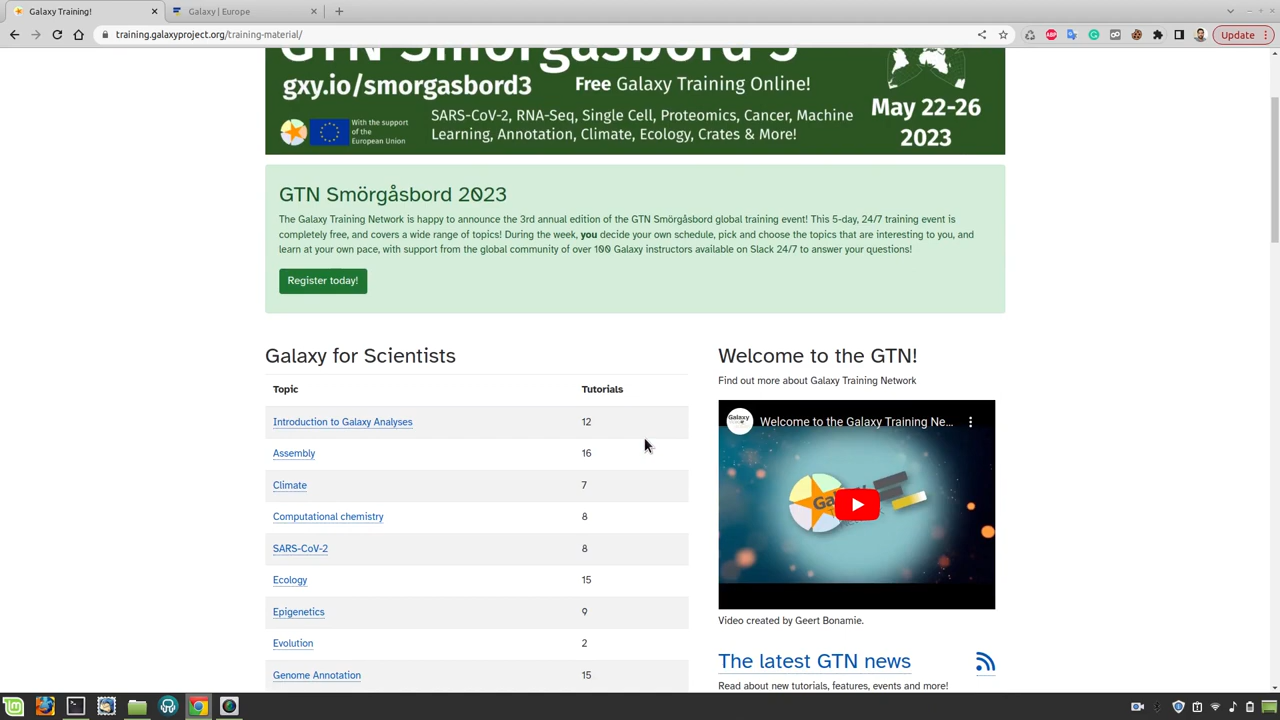 Galaxy Training!
Galaxy | Europe
training.galaxyproject.org/training-material/
Update
GTN Smörgåsbord 3
gxy.io/smorgasbord3
Free Galaxy Training Online!
SARS-CoV-2, RNA-Seq, Single Cell, Proteomics, Cancer, Machine
Learning, Annotation, Climate, Ecology, Crates & More!
With the support
of the
European Union
May 22-26
2023
GTN Smörgåsbord 2023
The Galaxy Training Network is happy to announce the 3rd annual edition of the GTN Smörgåsbord global training event! This 5-day, 24/7 training event is
completely free, and covers a wide range of topics! During the week, you decide your own schedule, pick and choose the topics that are interesting to you, and
learn at your own pace, with support from the global community of over 100 Galaxy instructors available on Slack 24/7 to answer your questions!
Register today!
Galaxy for Scientists
Topic Tutorials
Introduction to Galaxy Analyses 12
Assembly 16
Climate 7
Computational chemistry 8
SARS-CoV-2 8
Ecology 15
Epigenetics 9
Evolution 2
Genome Annotation 15
Welcome to the GTN!
Find out more about Galaxy Training Network
Welcome to the Galaxy Training Ne...
Video created by Geert Bonamie.
The latest GTN news
Read about new tutorials, features, events and more!